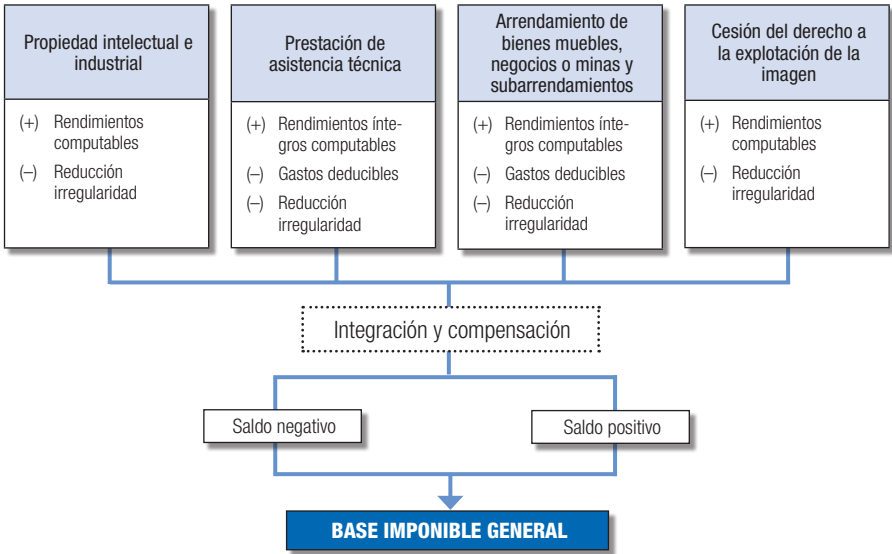 Propiedad intelectual e
industrial
(+) Rendimientos
computables
(–) Reducción
irregularidad
Prestación de
asistencia técnica
(+) Rendimientos ínte-
gros computables
(–) Gastos deducibles
(–) Reducción
irregularidad
Arrendamiento de
bienes muebles,
negocios o minas y
subarrendamientos
(+) Rendimientos ínte-
gros computables
(–) Gastos deducibles
(–) Reducción
irregularidad
Cesión del derecho a
la explotación de la
imagen
(+) Rendimientos
computables
(–) Reducción
irregularidad
Integración y compensación
Saldo negativo
Saldo positivo
BASE IMPONIBLE GENERAL